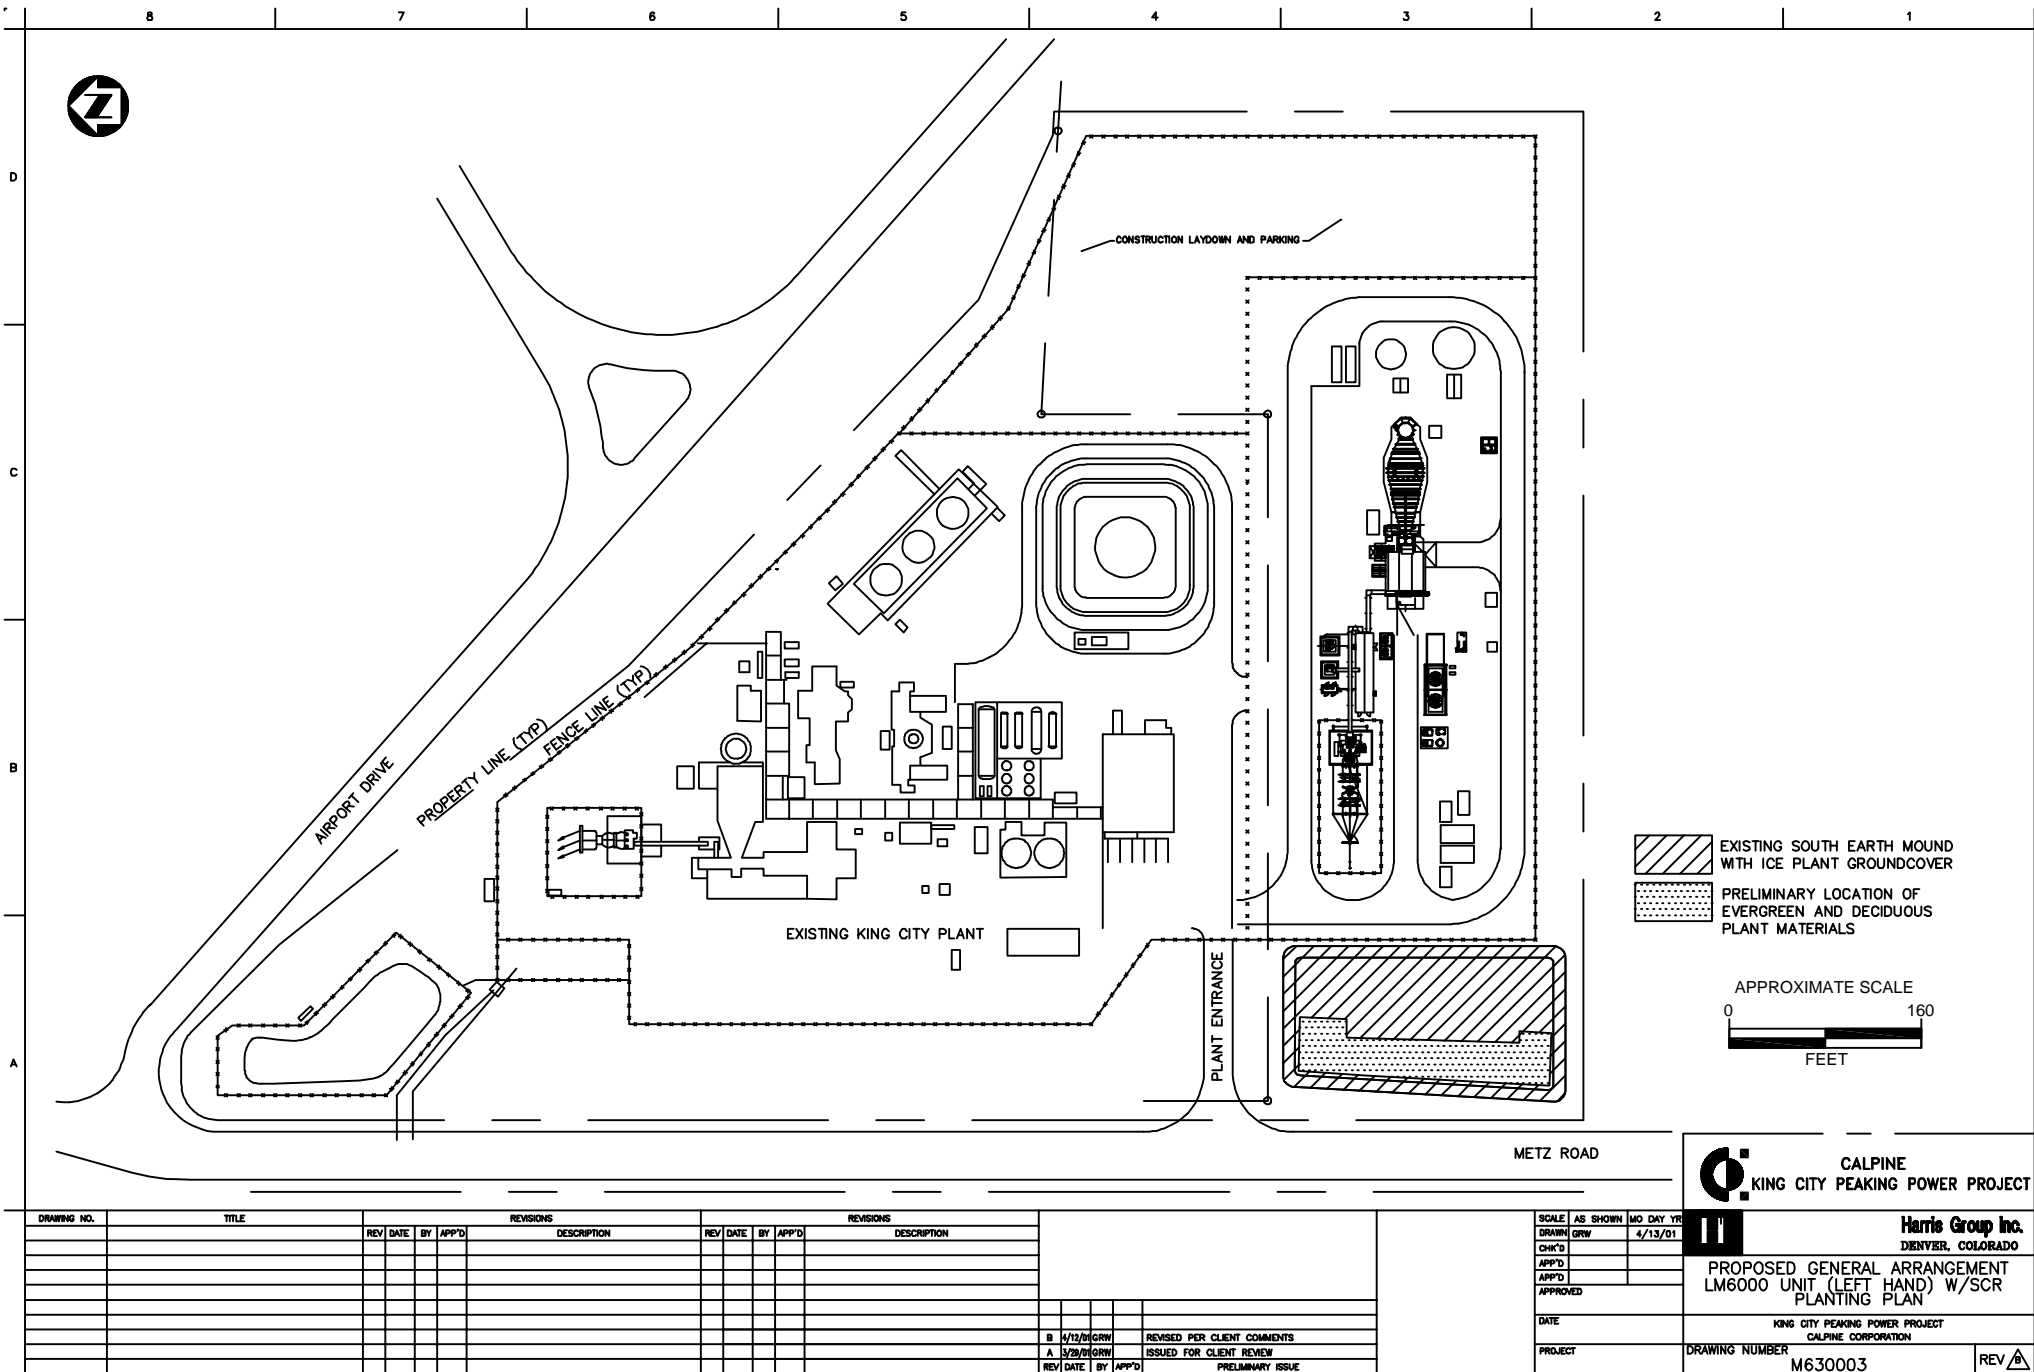 8 7 6 5 4 3 2 1
Z
D
C
B
A
CONSTRUCTION LAYDOWN AND PARKING
AIRPORT DRIVE
PROPERTY LINE (TYP)
FENCE LINE (TYP)
EXISTING KING CITY PLANT
PLANT ENTRANCE
METZ ROAD
EXISTING SOUTH EARTH MOUND
WITH ICE PLANT GROUNDCOVER
PRELIMINARY LOCATION OF
EVERGREEN AND DECIDUOUS
PLANT MATERIALS
APPROXIMATE SCALE
0 160
FEET
CALPINE
KING CITY PEAKING POWER PROJECT
DRAWING NO. TITLE REVISIONS REVISIONS
REV DATE BY APP'D DESCRIPTION REV DATE BY APP'D DESCRIPTION
B 4/12/01 GRW REVISED PER CLIENT COMMENTS
A 3/29/01 GRW ISSUED FOR CLIENT REVIEW
REV DATE BY APP'D PRELIMINARY ISSUE
SCALE AS SHOWN MO DAY YR
DRAWN GRW 4/13/01
CHK'D
APP'D
APP'D
APPROVED
DATE
PROJECT
Harris Group Inc.
DENVER, COLORADO
PROPOSED GENERAL ARRANGEMENT
LM6000 UNIT (LEFT HAND) W/SCR
PLANTING PLAN
KING CITY PEAKING POWER PROJECT
CALPINE CORPORATION
DRAWING NUMBER
M630003
REV B